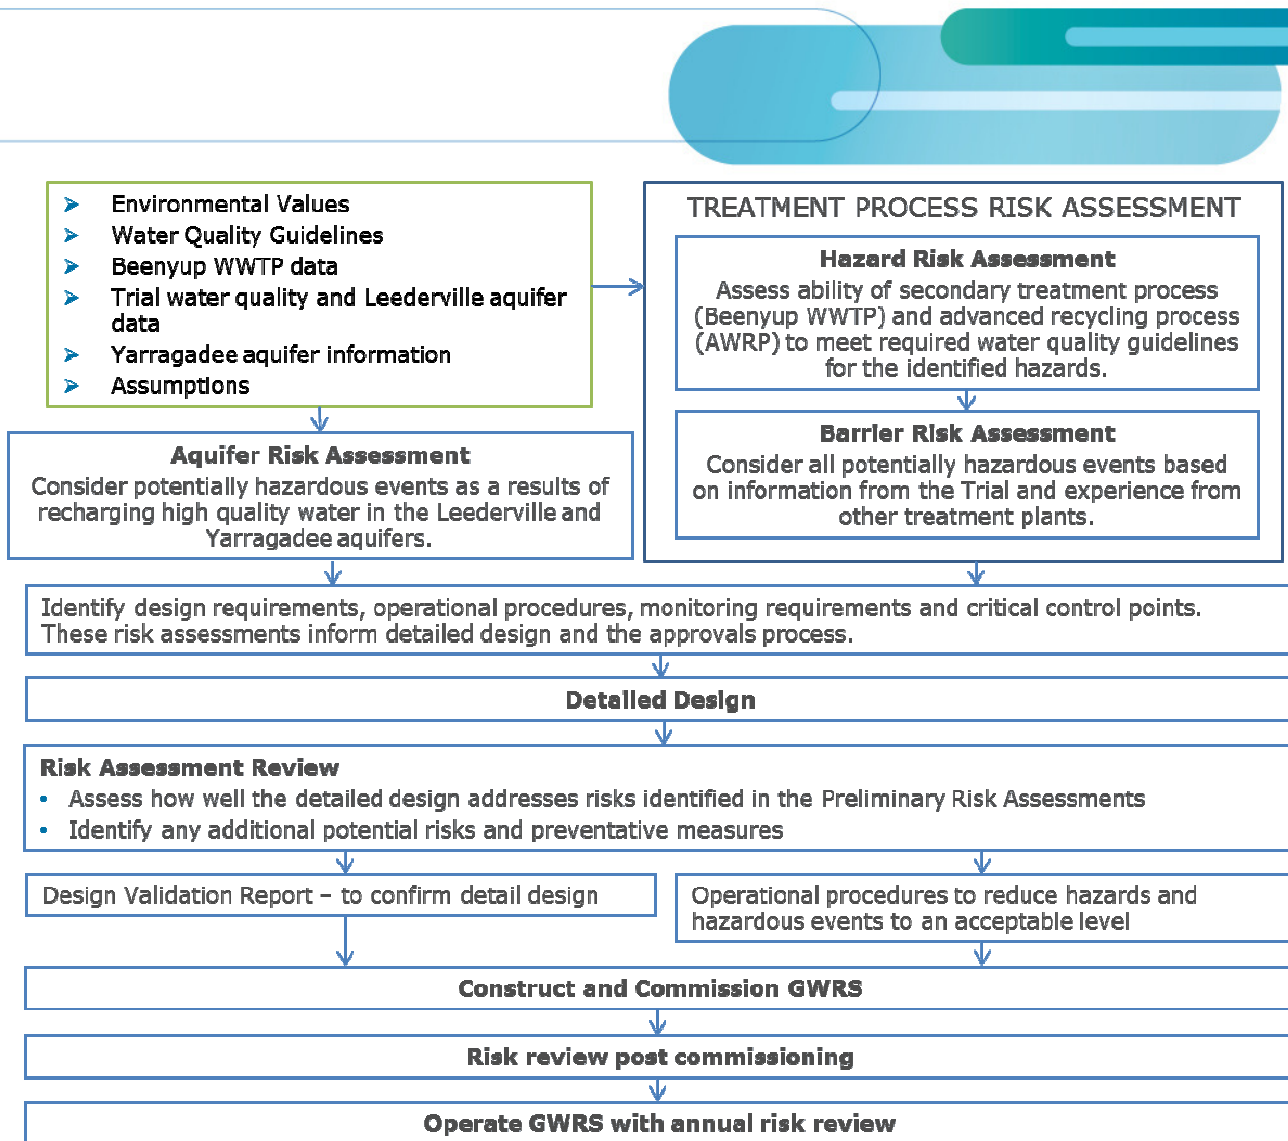 ➢ Environmental Values
➢ Water Quality Guidelines
➢ Beenyup WWTP data
➢ Trial water quality and Leederville aquifer
data
➢ Yarragadee aquifer information
➢ Assumptions
TREATMENT PROCESS RISK ASSESSMENT
Hazard Risk Assessment
Assess ability of secondary treatment process
(Beenyup WWTP) and advanced recycling process
(AWRP) to meet required water quality guidelines
for the identified hazards.
Barrier Risk Assessment
Consider all potentially hazardous events based
on information from the Trial and experience from
other treatment plants.
Aquifer Risk Assessment
Consider potentially hazardous events as a results of
recharging high quality water in the Leederville and
Yarragadee aquifers.
Identify design requirements, operational procedures, monitoring requirements and critical control points.
These risk assessments inform detailed design and the approvals process.
Detailed Design
Risk Assessment Review
• Assess how well the detailed design addresses risks identified in the Preliminary Risk Assessments
• Identify any additional potential risks and preventative measures
Design Validation Report – to confirm detail design
Operational procedures to reduce hazards and
hazardous events to an acceptable level
Construct and Commission GWRS
Risk review post commissioning
Operate GWRS with annual risk review